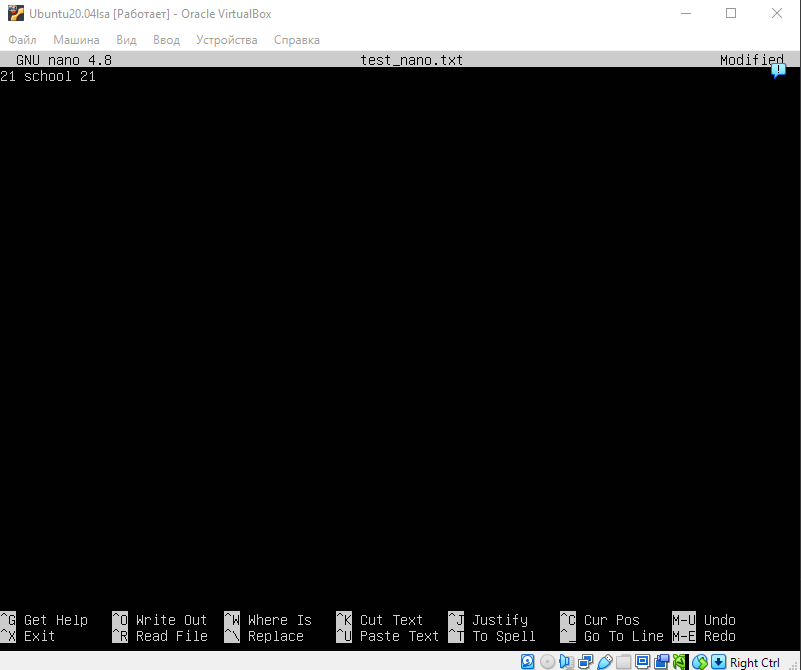 Ubuntu20.04lsa [Работает] - Oracle VirtualBox
Файл Машина Вид Ввод Устройства Справка
GNU nano 4.8 test_nano.txt Modified
21 school 21
^G Get Help ^O Write Out ^W Where Is ^K Cut Text ^J Justify ^C Cur Pos M-U Undo
^X Exit ^R Read File ^\ Replace ^U Paste Text ^T To Spell ^_ Go To Line M-E Redo
Right Ctrl